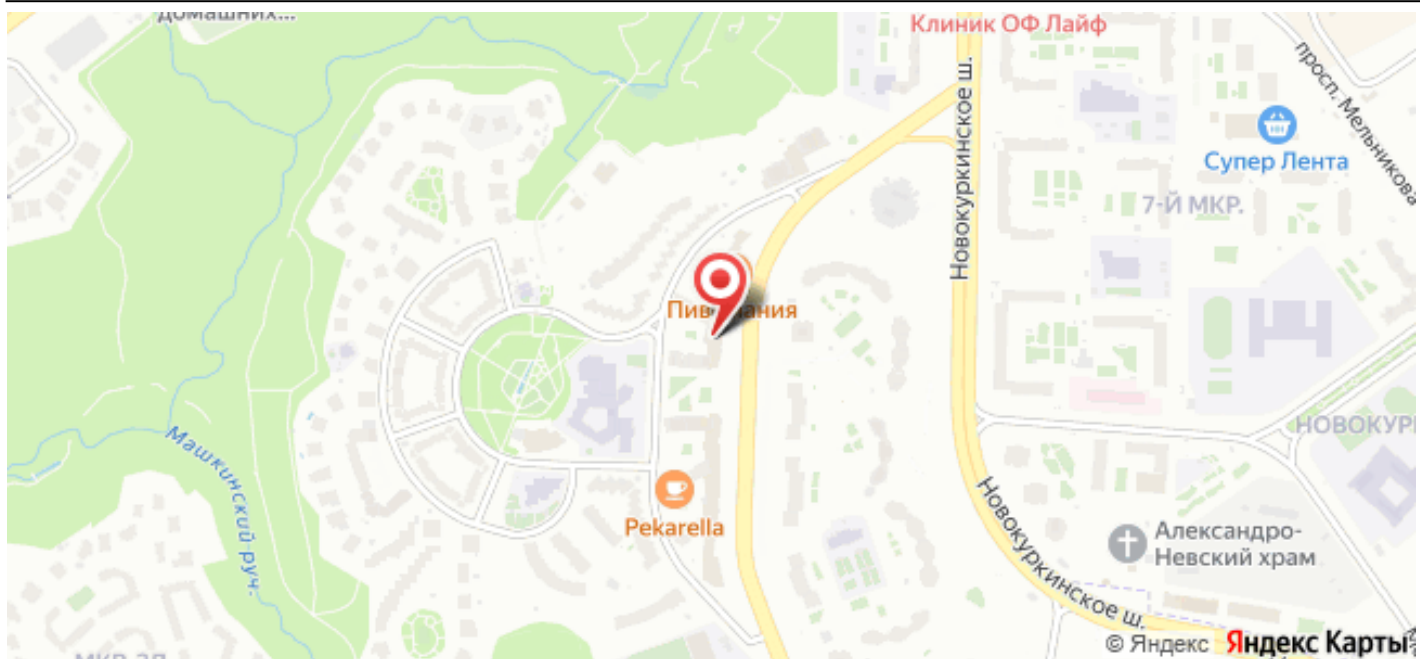 домашних...
Клиник ОФ Лайф
Новокуркинское ш.
просп. Мельникова
Супер Лента
7-Й МКР.
Машкинский руч.
Pekarella
Новокуркинское ш.
Александро-
Невский храм
© Яндекс Яндекс Карты